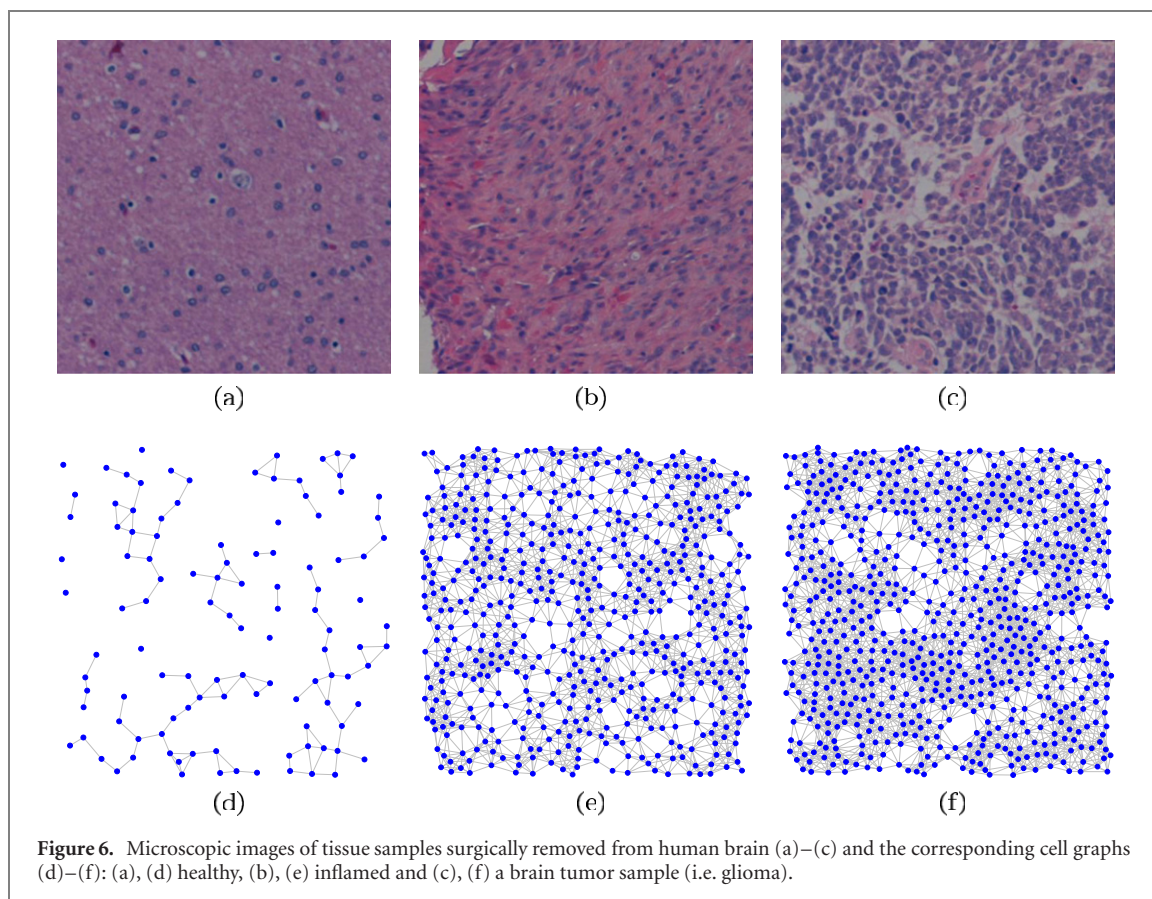 (a) (b) (c)
(d) (e) (f)
Figure 6. Microscopic images of tissue samples surgically removed from human brain (a)–(c) and the corresponding cell graphs
(d)–(f): (a), (d) healthy, (b), (e) inflamed and (c), (f) a brain tumor sample (i.e. glioma).